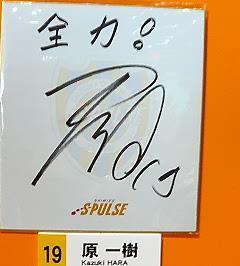 全力!
SHIMIZU
S-PULSE
19
原 一樹
Kazuki HARA